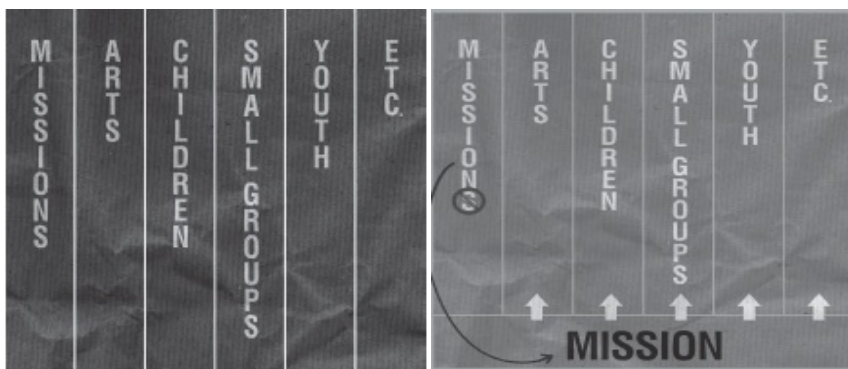 MISSIONS
ARTS
CHILDREN
SMALL GROUPS
YOUTH
ETC.
MISSIONS
ARTS
CHILDREN
SMALL GROUPS
YOUTH
ETC.
MISSION